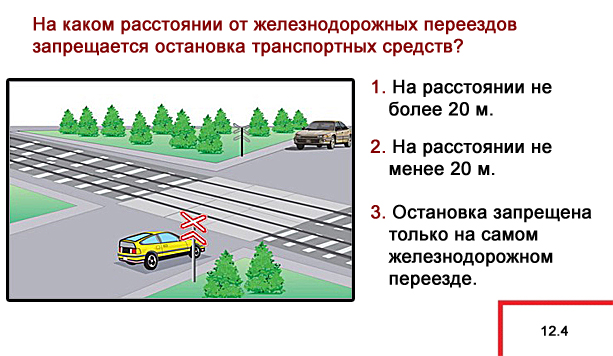 На каком расстоянии от железнодорожных переездов
запрещается остановка транспортных средств?
1. На расстоянии не
более 20 м.
2. На расстоянии не
менее 20 м.
3. Остановка запрещена
только на самом
железнодорожном
переезде.
12.4